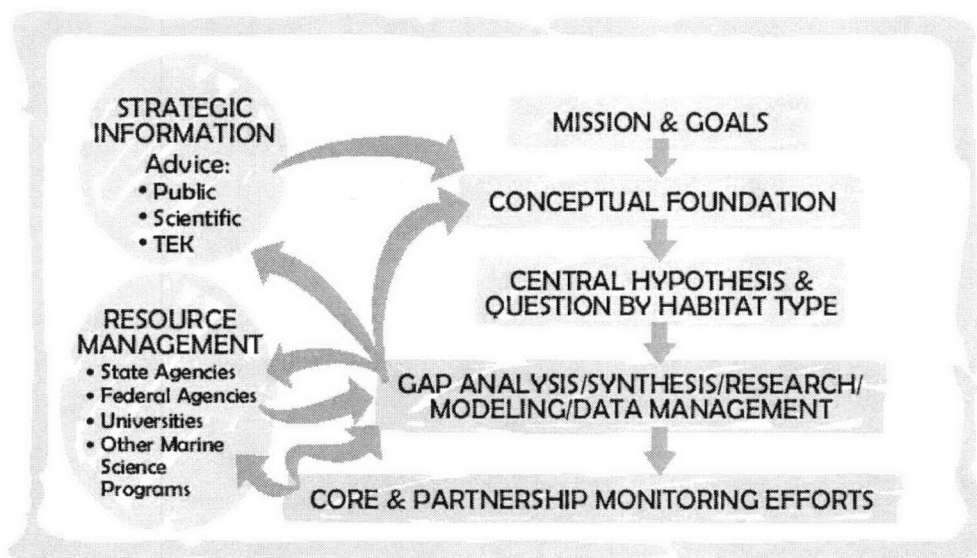 STRATEGIC
INFORMATION
Advice:
• Public
• Scientific
• TEK
RESOURCE
MANAGEMENT
• State Agencies
• Federal Agencies
• Universities
• Other Marine
Science
Programs
MISSION & GOALS
CONCEPTUAL FOUNDATION
CENTRAL HYPOTHESIS &
QUESTION BY HABITAT TYPE
GAP ANALYSIS/SYNTHESIS/RESEARCH/
MODELING/DATA MANAGEMENT
CORE & PARTNERSHIP MONITORING EFFORTS